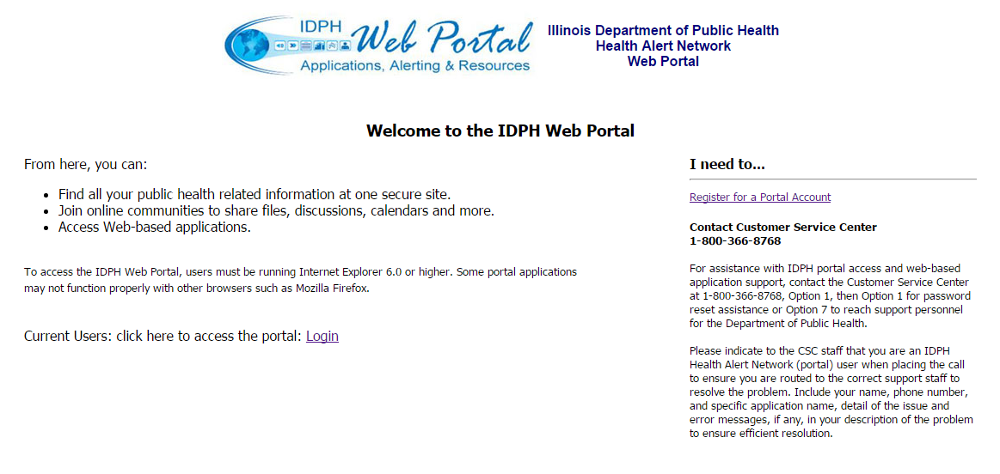 IDPH
Web Portal
Applications, Alerting & Resources
Illinois Department of Public Health
Health Alert Network
Web Portal
Welcome to the IDPH Web Portal
From here, you can:
• Find all your public health related information at one secure site.
• Join online communities to share files, discussions, calendars and more.
• Access Web-based applications.
To access the IDPH Web Portal, users must be running Internet Explorer 6.0 or higher. Some portal applications
may not function properly with other browsers such as Mozilla Firefox.
Current Users: click here to access the portal: Login
I need to...
Register for a Portal Account
Contact Customer Service Center
1-800-366-8768
For assistance with IDPH portal access and web-based
application support, contact the Customer Service Center
at 1-800-366-8768, Option 1, then Option 1 for password
reset assistance or Option 7 to reach support personnel
for the Department of Public Health.
Please indicate to the CSC staff that you are an IDPH
Health Alert Network (portal) user when placing the call
to ensure you are routed to the correct support staff to
resolve the problem. Include your name, phone number,
and specific application name, detail of the issue and
error messages, if any, in your description of the problem
to ensure efficient resolution.